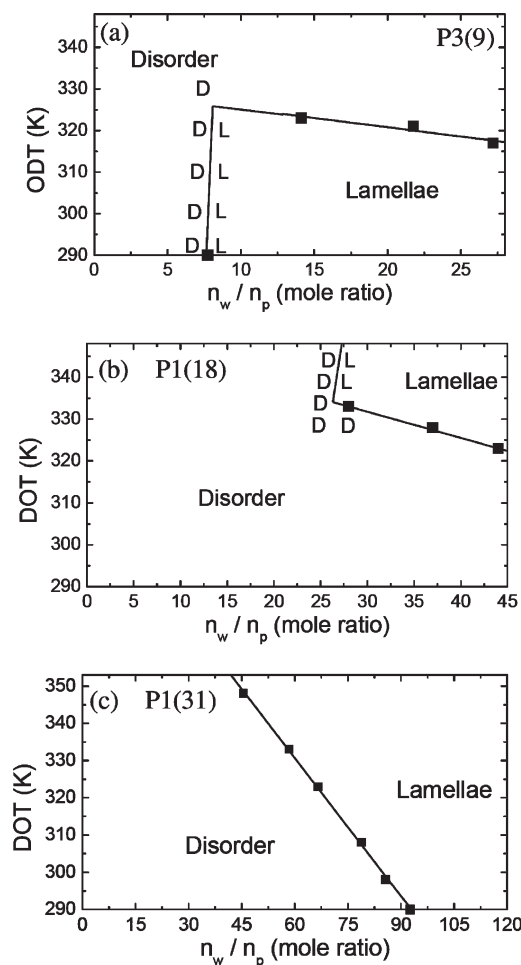 (a) P3(9)
340
Disorder
330 D
320 D L
310 D L
Lamellae
300 D L
290 D L
ODT (K)
0 5 10 15 20 25
n_w / n_p (mole ratio)
(b) P1(18)
340 D L Lamellae
D L
330 D
D D
320
310 Disorder
300
290
DOT (K)
0 5 10 15 20 25 30 35 40 45
n_w / n_p (mole ratio)
(c) P1(31)
350
340
330 Lamellae
320
310 Disorder
300
290
DOT (K)
0 15 30 45 60 75 90 105 120
n_w / n_p (mole ratio)